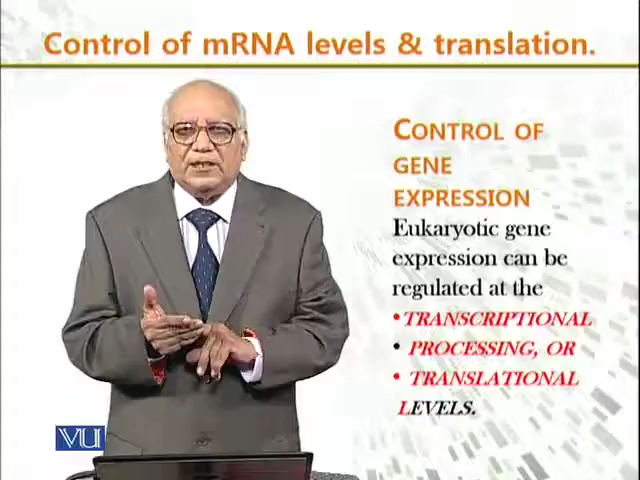 Control of mRNA levels & translation.
CONTROL OF
GENE
EXPRESSION
Eukaryotic gene
expression can be
regulated at the
•TRANSCRIPTIONAL
• PROCESSING, OR
• TRANSLATIONAL
LEVELS.
VU